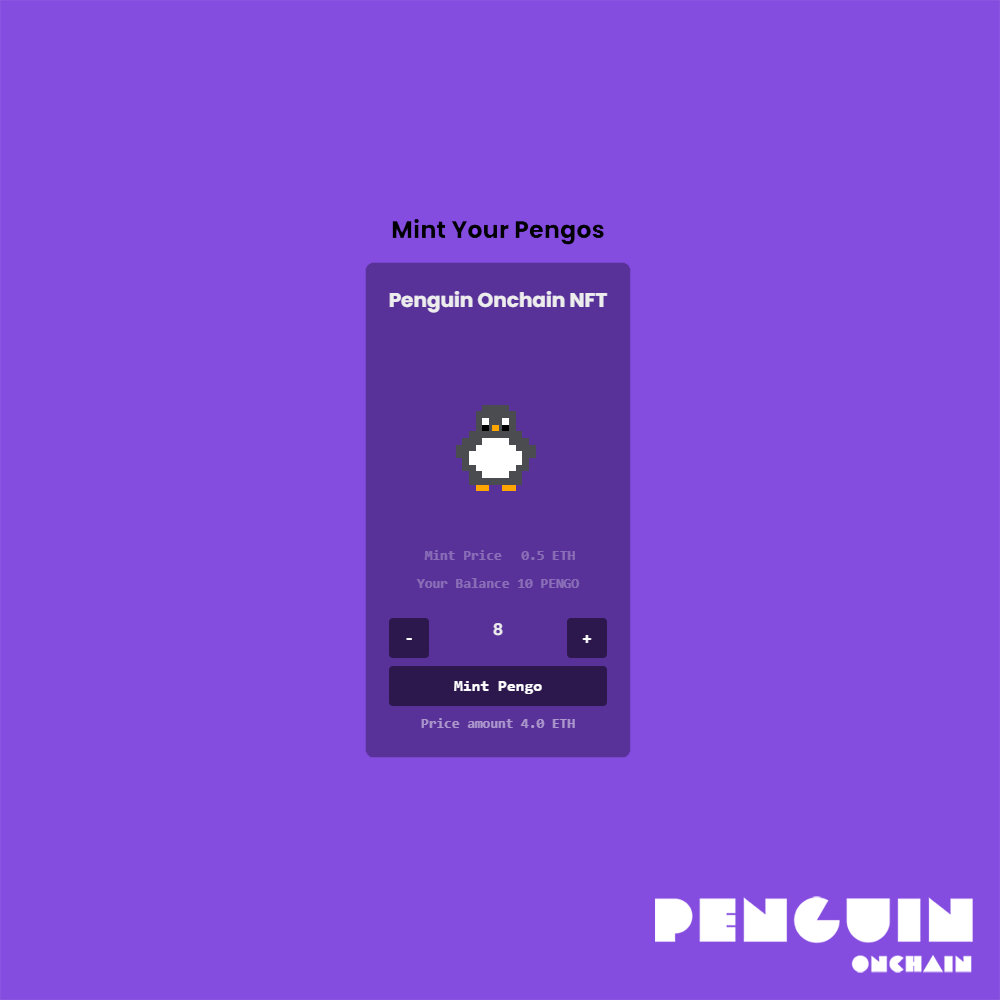 Mint Your Pengos
Penguin Onchain NFT
Mint Price 0.5 ETH
Your Balance 10 PENGO
- 8 +
Mint Pengo
Price amount 4.0 ETH
PENGUIN
ONCHAIN